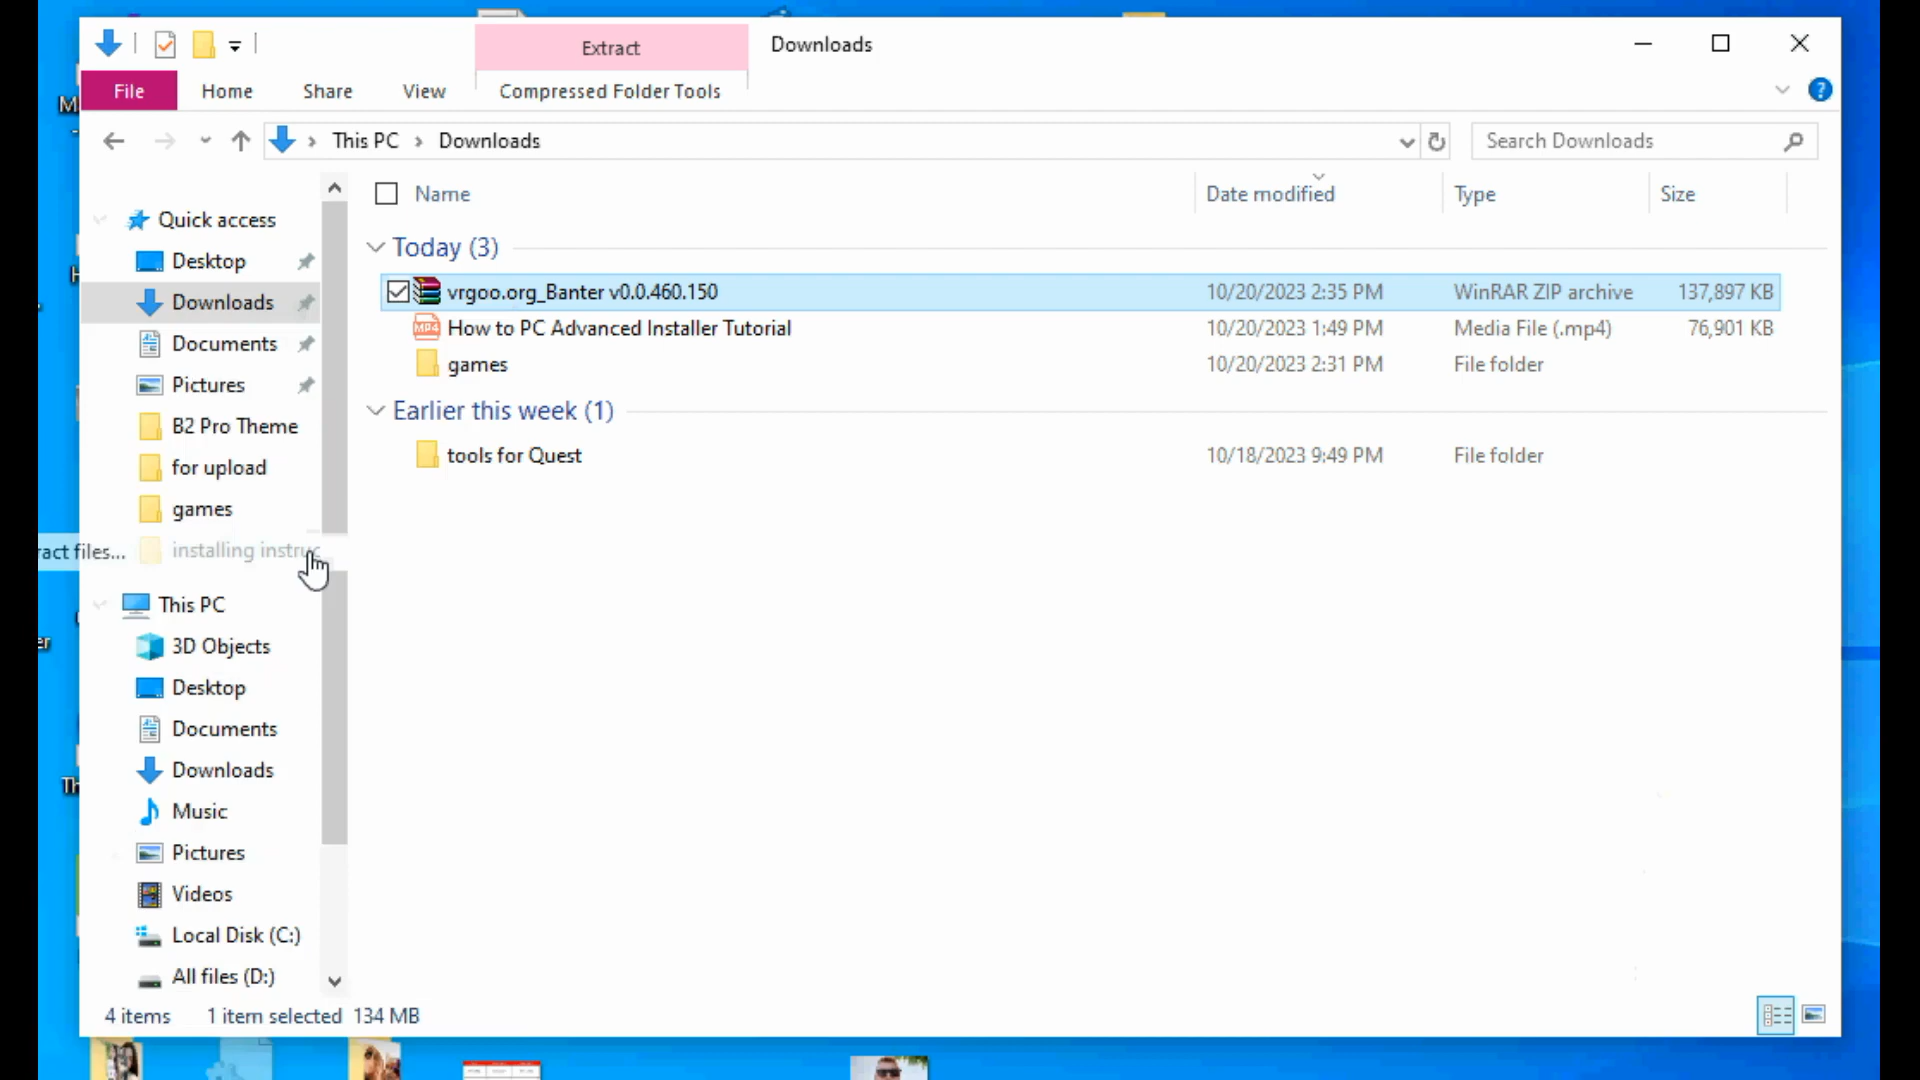 Extract
Downloads
File
Home
Share
View
Compressed Folder Tools
This PC
Downloads
Search Downloads
Name
Date modified
Type
Size
Quick access
Desktop
Downloads
Documents
Pictures
B2 Pro Theme
for upload
games
ract files...
installing instruc
This PC
3D Objects
Desktop
Documents
Downloads
Music
Pictures
Videos
Local Disk (C:)
All files (D:)
Today (3)
vrgoo.org_Banter v0.0.460.150 10/20/2023 2:35 PM WinRAR ZIP archive 137,897 KB
MP4 How to PC Advanced Installer Tutorial 10/20/2023 1:49 PM Media File (.mp4) 76,901 KB
games 10/20/2023 2:31 PM File folder
Earlier this week (1)
tools for Quest 10/18/2023 9:49 PM File folder
4 items 1 item selected 134 MB